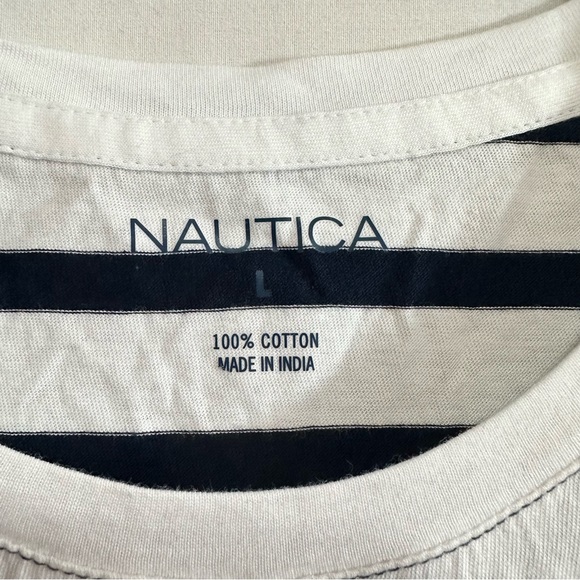 NAUTICA
L
100% COTTON
MADE IN INDIA